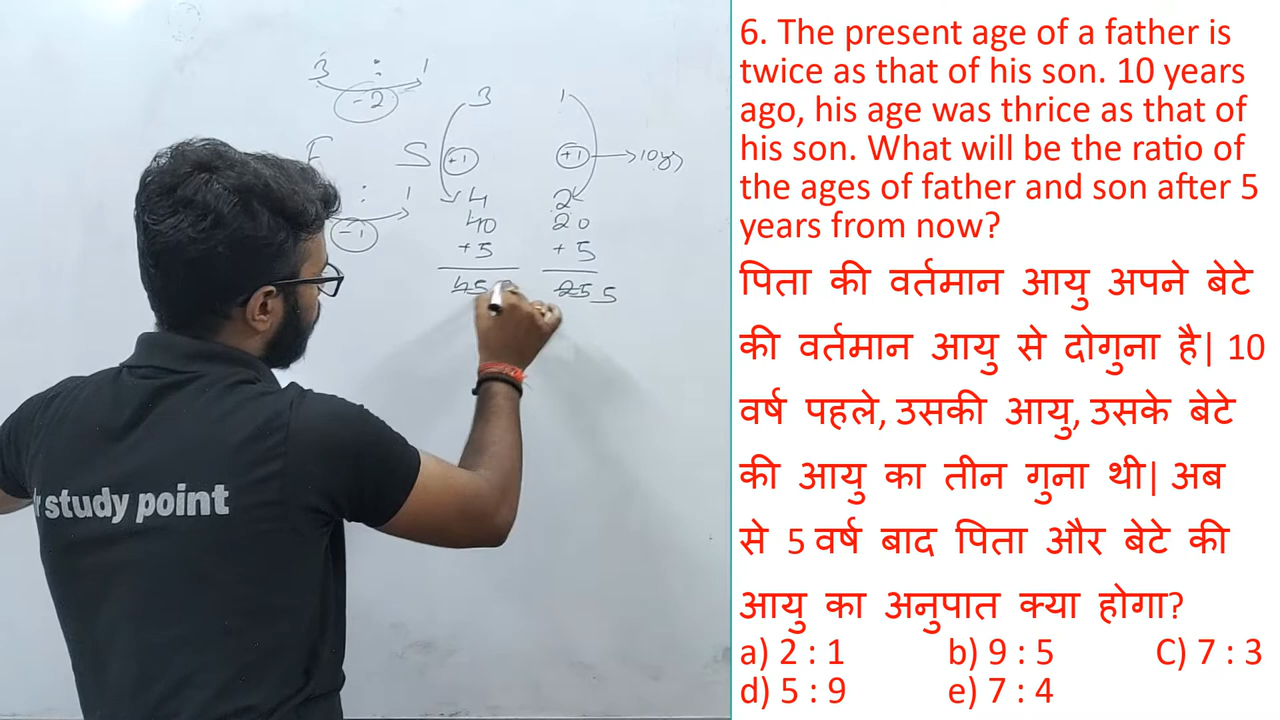 3 : 1
-2
F S
: 1
-1
3 1
+1 +1 → 10 yrs
4 2
40 20
+5 +5
45 25 5
study point
6. The present age of a father is
twice as that of his son. 10 years
ago, his age was thrice as that of
his son. What will be the ratio of
the ages of father and son after 5
years from now?
पिता की वर्तमान आयु अपने बेटे
की वर्तमान आयु से दोगुना है| 10
वर्ष पहले, उसकी आयु, उसके बेटे
की आयु का तीन गुना थी| अब
से 5 वर्ष बाद पिता और बेटे की
आयु का अनुपात क्या होगा?
a) 2 : 1 b) 9 : 5 C) 7 : 3
d) 5 : 9 e) 7 : 4